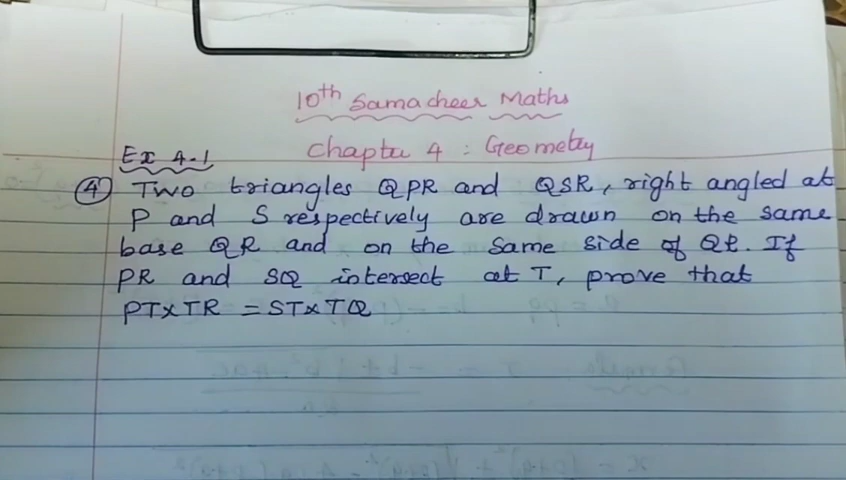 10th Samacheer Maths
Chapter 4 : Geometry
Ex 4.1
④ Two triangles QPR and QSR, right angled at
P and S respectively are drawn on the same
base QR and on the same side of QR. If
PR and SQ intersect at T, prove that
PT×TR = ST×TQ